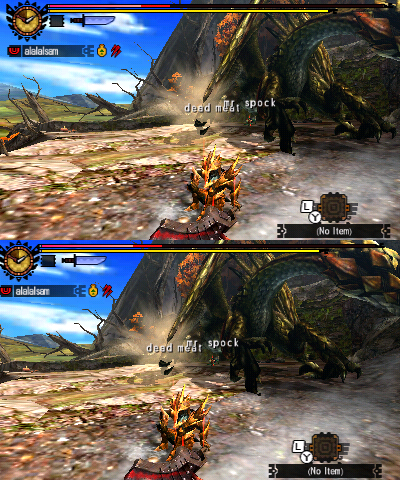 alalalsam
mr. spock
dead meat
L
Y
(No Item)
alalalsam
mr. spock
dead meat
L
Y
(No Item)